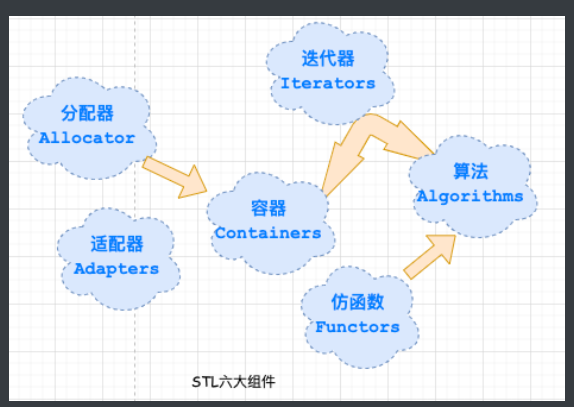 迭代器
Iterators
分配器
Allocator
算法
Algorithms
容器
Containers
适配器
Adapters
仿函数
Functors
STL六大组件